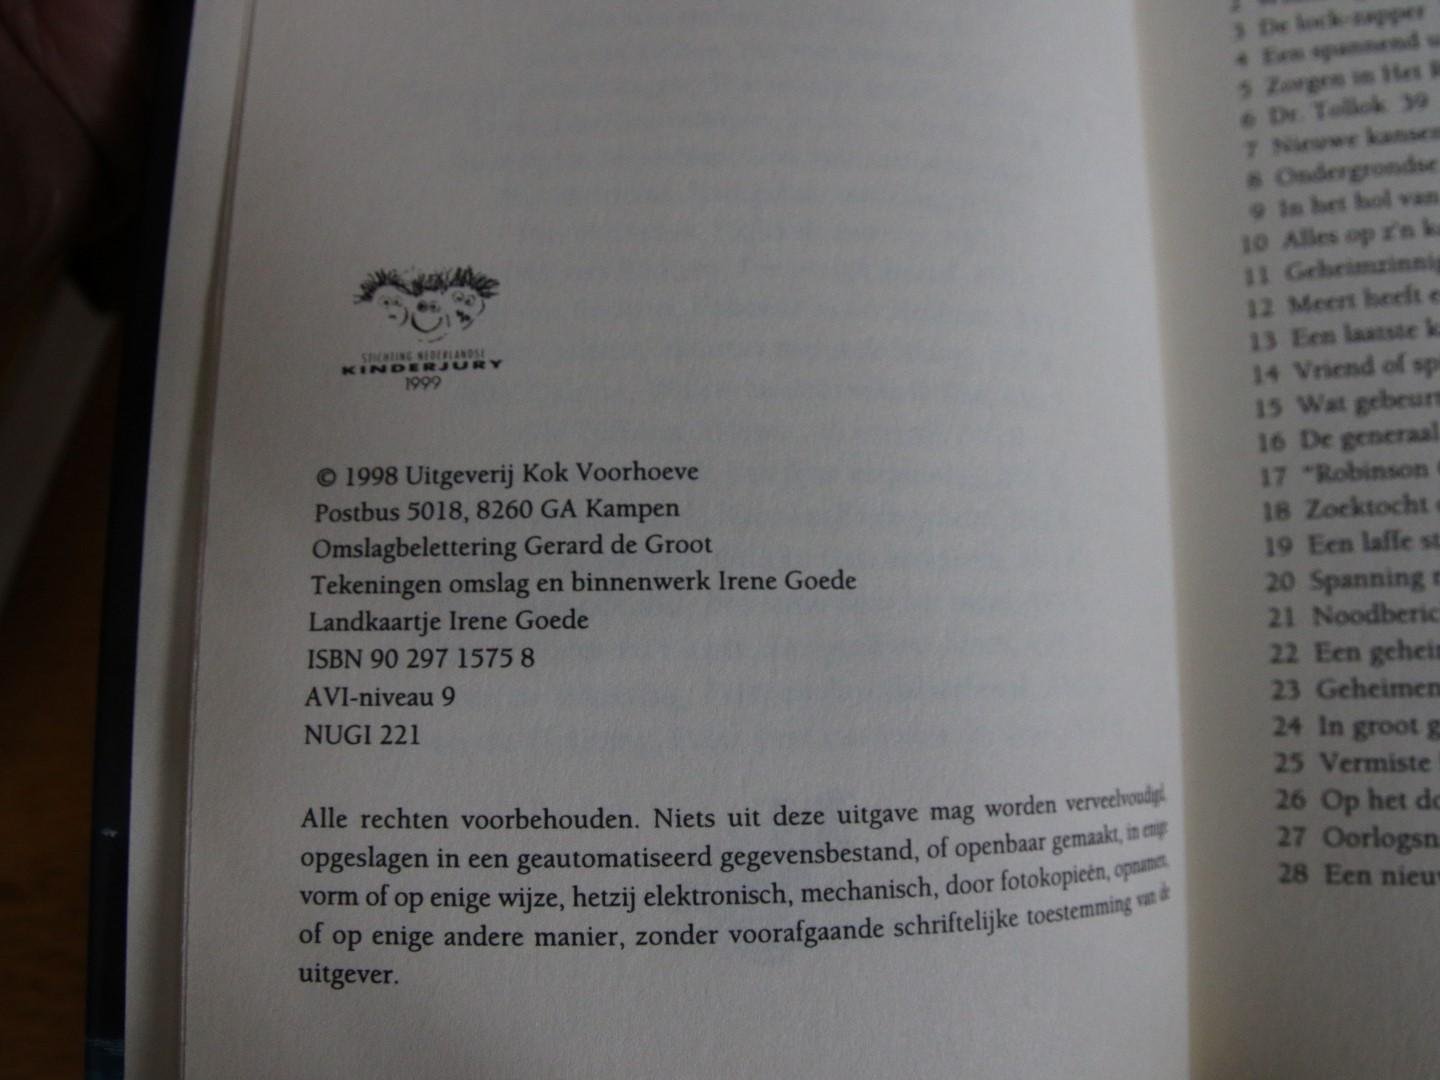 STICHTING NEDERLANDSE
KINDERJURY
1999
© 1998 Uitgeverij Kok Voorhoeve
Postbus 5018, 8260 GA Kampen
Omslagbelettering Gerard de Groot
Tekeningen omslag en binnenwerk Irene Goede
Landkaartje Irene Goede
ISBN 90 297 1575 8
AVI-niveau 9
NUGI 221
Alle rechten voorbehouden. Niets uit deze uitgave mag worden verveelvoudigd,
opgeslagen in een geautomatiseerd gegevensbestand, of openbaar gemaakt, in enige
vorm of op enige wijze, hetzij elektronisch, mechanisch, door fotokopieën, opnamen,
of op enige andere manier, zonder voorafgaande schriftelijke toestemming van de
uitgever.
2
3 De lock-zapper
4 Een spannend
5 Zorgen in Het
6 Dr. Tollok 39
7 Nieuwe kansen
8 Ondergrondse
9 In het hol van
10 Alles op z'n
11 Geheimzinnig
12 Meert heeft
13 Een laatste
14 Vriend of
15 Wat gebeurt
16 De generaal
17 "Robinson
18 Zoektocht
19 Een laffe
20 Spanning
21
22 Een
23 Geheimen
24 In groot
25 Vermiste
26 Op het
27
28 Een